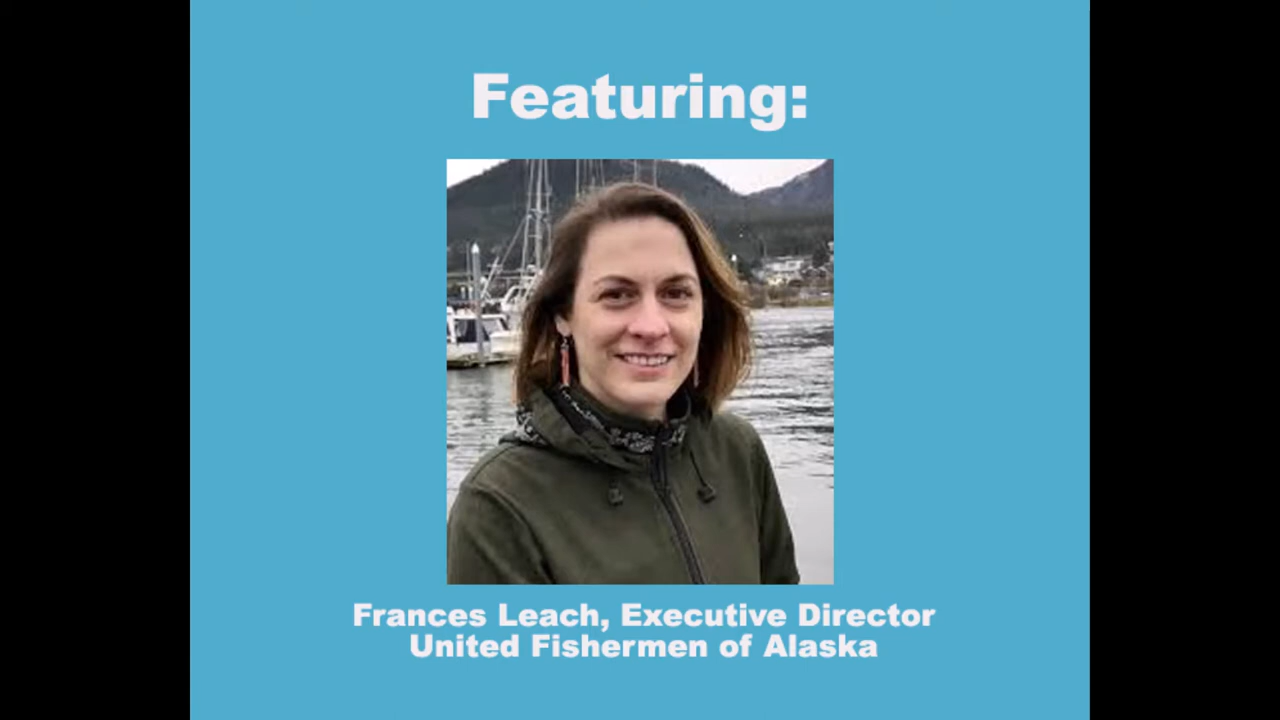 Featuring:
Frances Leach, Executive Director
United Fishermen of Alaska